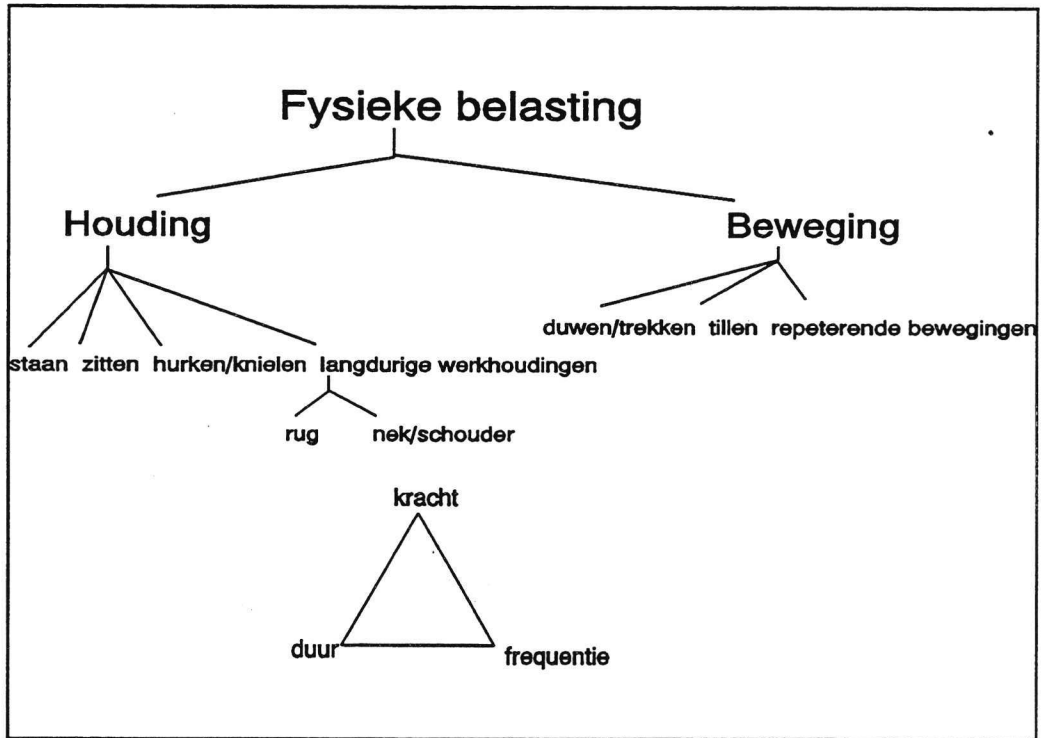 Fysieke belasting
Houding Beweging
duwen/trekken tillen repeterende bewegingen
staan zitten hurken/knielen langdurige werkhoudingen
rug nek/schouder
kracht
duur frequentie